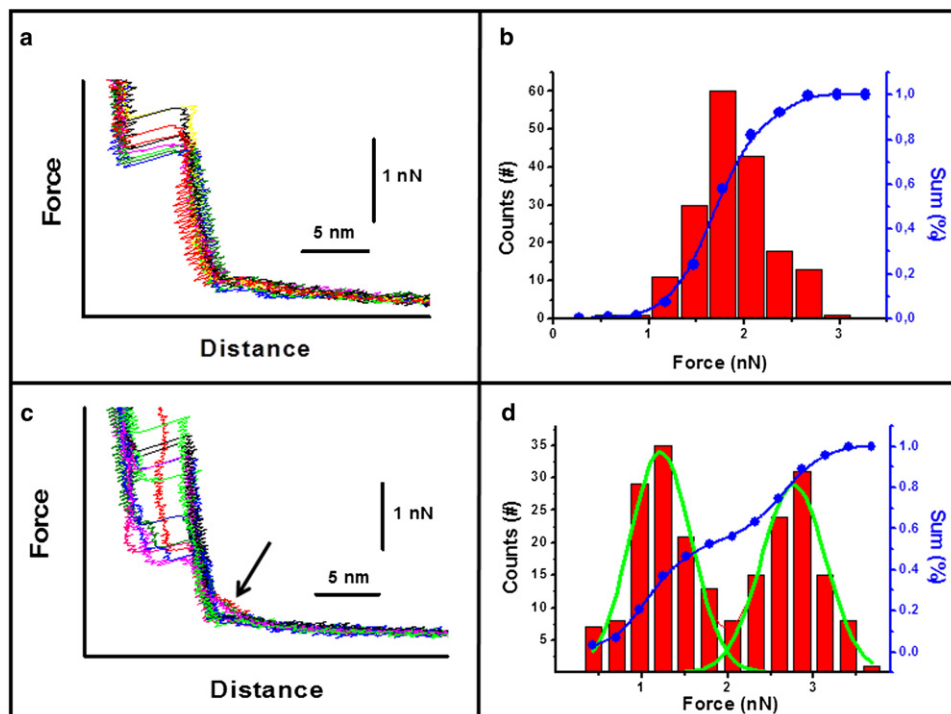 a
Force
1 nN
5 nm
Distance
b
Counts (#)
60
50
40
30
20
10
0
0
1
2
3
Force (nN)
1,0
0,8
0,6
0,4
0,2
0,0
Sum (%)
c
Force
1 nN
5 nm
Distance
d
Counts (#)
35
30
25
20
15
10
5
1
2
3
Force (nN)
1.0
0.8
0.6
0.4
0.2
0.0
Sum (%)